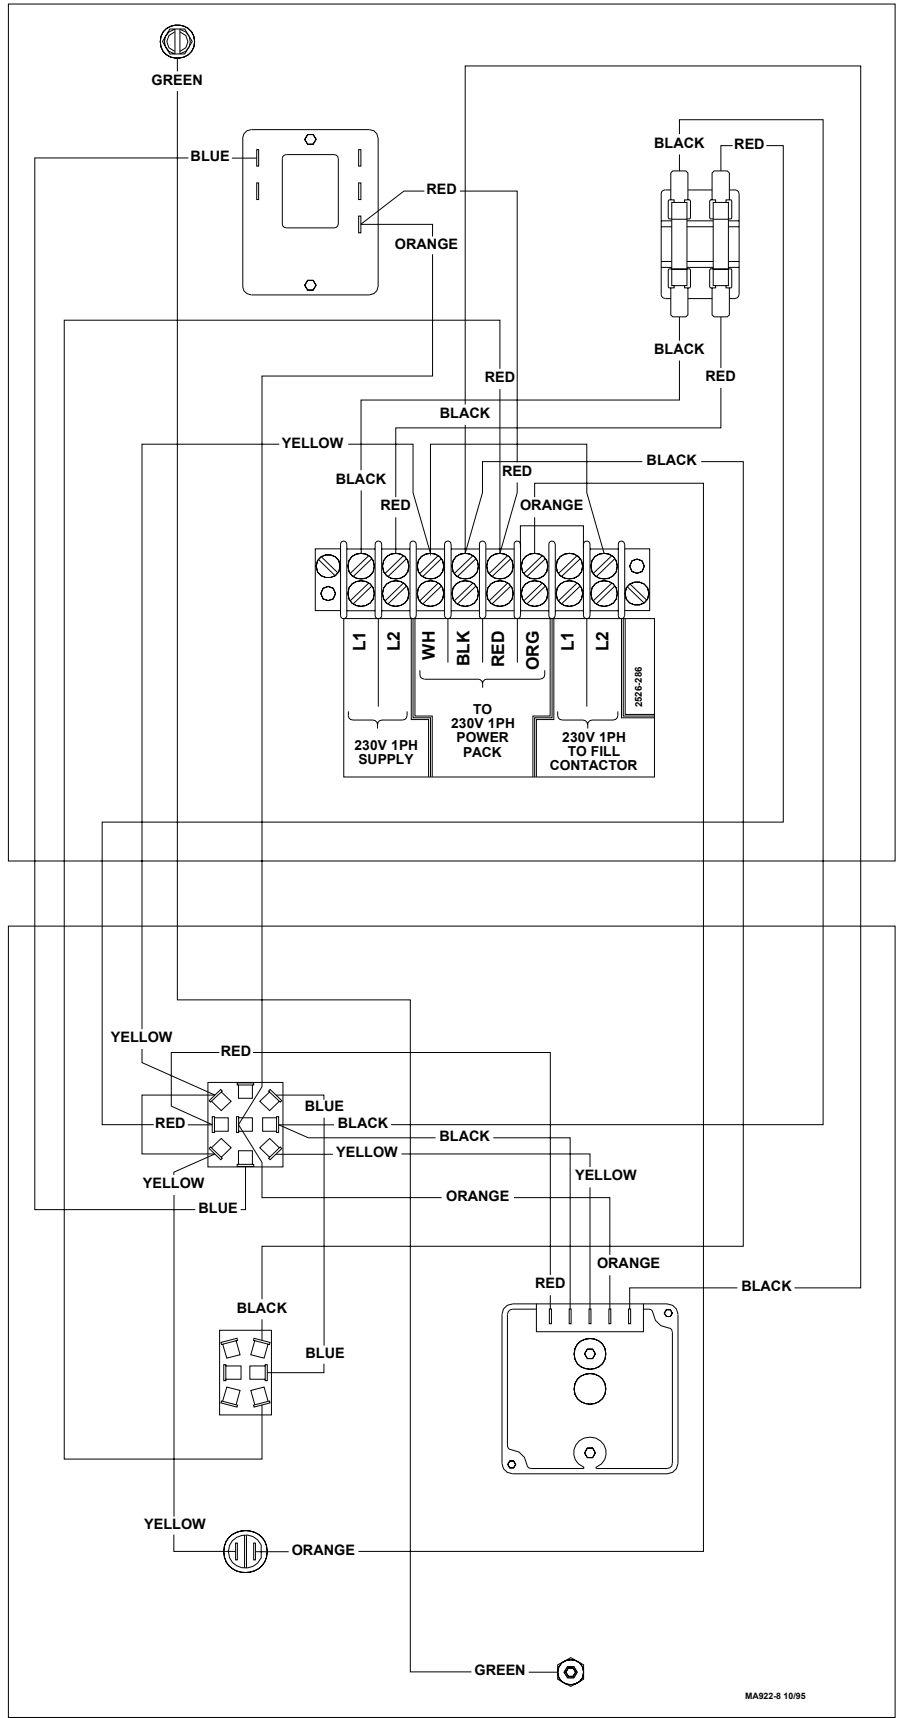 GREEN
BLACK
RED
BLUE
RED
ORANGE
BLACK
RED
RED
BLACK
YELLOW
BLACK
RED
BLACK
RED
ORANGE
L1
L2
WH
BLK
RED
ORG
L1
L2
2526-286
230V 1PH
SUPPLY
TO
230V 1PH
POWER
PACK
230V 1PH
TO FILL
CONTACTOR
YELLOW
RED
BLUE
RED
BLACK
BLACK
YELLOW
YELLOW
YELLOW
ORANGE
BLUE
ORANGE
RED
BLACK
BLACK
BLUE
YELLOW
ORANGE
GREEN
MA922-8 10/95